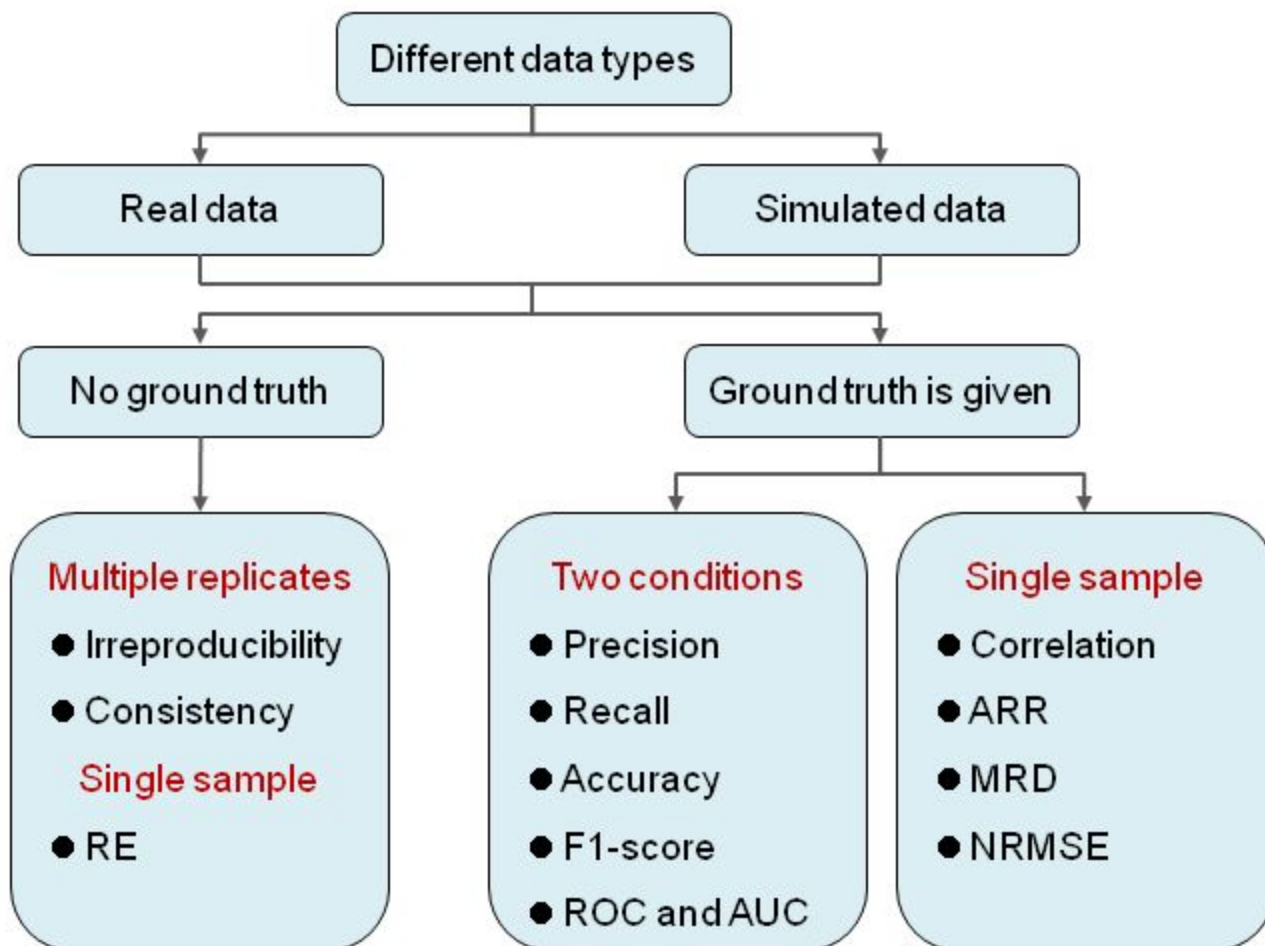 Different data types
Real data
Simulated data
No ground truth
Ground truth is given
Multiple replicates
● Irreproducibility
● Consistency
Single sample
● RE
Two conditions
● Precision
● Recall
● Accuracy
● F1-score
● ROC and AUC
Single sample
● Correlation
● ARR
● MRD
● NRMSE